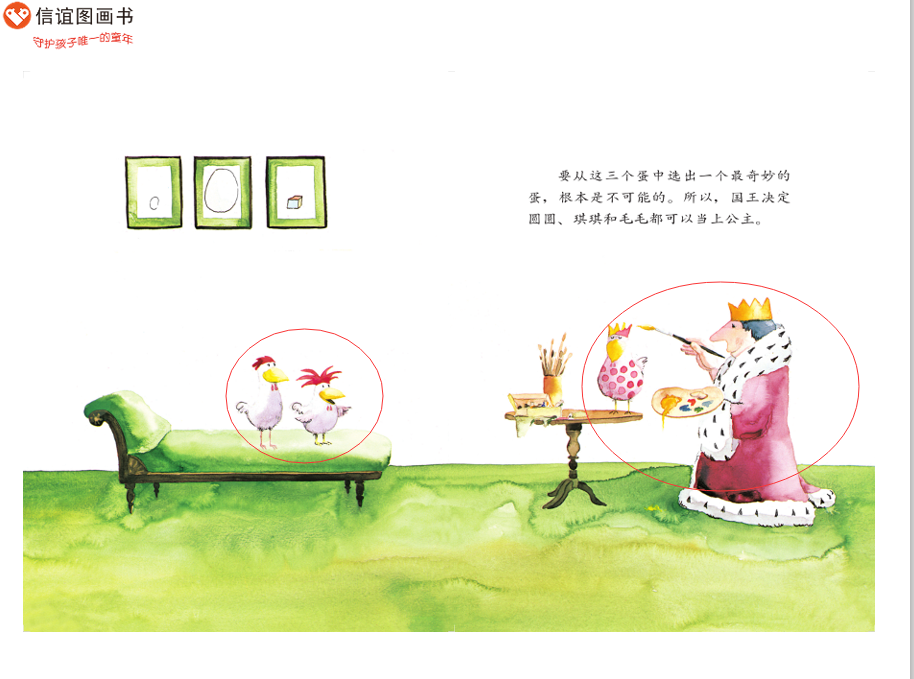 信谊图画书
守护孩子唯一的童年
要从这三个蛋中选出一个最奇妙的
蛋，根本是不可能的。所以，国王决定
圆圆、琪琪和毛毛都可以当上公主。